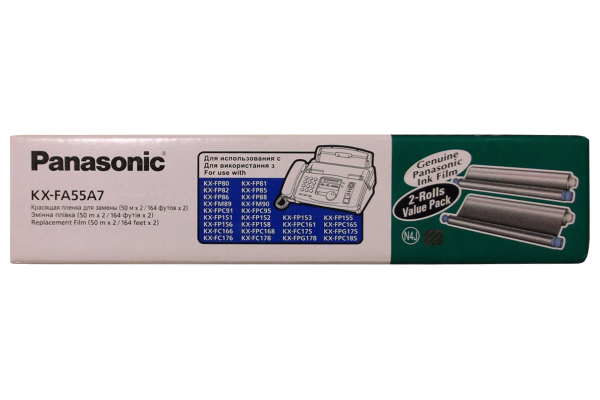 Panasonic
KX-FA55A7
Красящая пленка для замены (50 м x 2 / 164 футов x 2)
Змінна плівка (50 m x 2 / 164 футів x 2)
Replacement Film (50 m x 2 / 164 feet x 2)
Для использования с
Для використання з
For use with
KX-FP80 KX-FP81
KX-FP82 KX-FP85
KX-FP86 KX-FP88
KX-FM89 KX-FM90
KX-FPC91 KX-FPC95
KX-FP151 KX-FP152 KX-FP153 KX-FP155
KX-FP156 KX-FP158 KX-FPC161 KX-FPC165
KX-FC166 KX-FPC168 KX-FC175 KX-FPG175
KX-FC176 KX-FC178 KX-FPG178 KX-FPC185
Genuine
Panasonic
Ink Film
2-Rolls
Value Pack
N4J